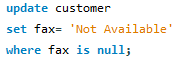 update customer
set fax= 'Not Available'
where fax is null;